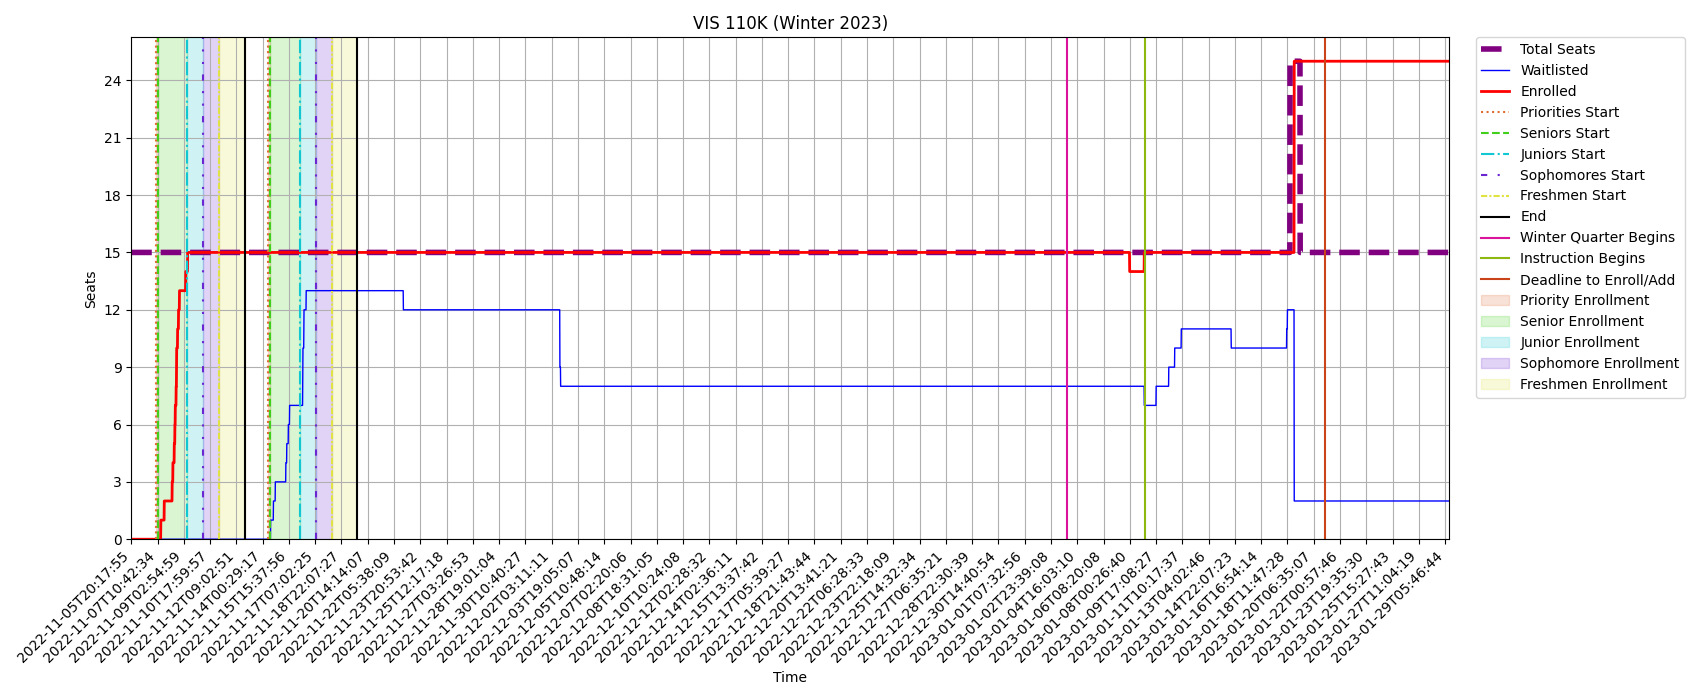 VIS 110K (Winter 2023)
Seats
24
21
18
15
12
9
6
3
0
2022-11-05T20:17:55
2022-11-07T10:42:34
2022-11-09T02:54:59
2022-11-10T17:59:57
2022-11-12T09:02:51
2022-11-14T00:29:17
2022-11-15T15:37:56
2022-11-17T07:02:25
2022-11-18T22:07:27
2022-11-20T14:14:07
2022-11-22T05:38:09
2022-11-23T20:53:42
2022-11-25T12:17:18
2022-11-27T03:26:53
2022-11-28T19:01:04
2022-11-30T10:40:27
2022-12-02T03:11:11
2022-12-03T19:05:07
2022-12-05T10:48:14
2022-12-07T02:20:06
2022-12-08T18:31:05
2022-12-10T10:24:08
2022-12-12T02:28:32
2022-12-14T02:36:11
2022-12-15T15:37:42
2022-12-17T05:39:27
2022-12-18T21:43:44
2022-12-20T13:41:21
2022-12-22T06:28:33
2022-12-23T22:18:09
2022-12-25T14:32:34
2022-12-27T06:35:21
2022-12-28T22:30:39
2022-12-30T14:40:54
2023-01-01T07:32:56
2023-01-02T23:39:08
2023-01-04T16:03:10
2023-01-06T08:20:08
2023-01-08T00:26:40
2023-01-09T17:08:27
2023-01-11T10:17:37
2023-01-13T04:02:46
2023-01-14T22:07:23
2023-01-16T16:54:14
2023-01-18T11:47:28
2023-01-20T06:35:07
2023-01-22T00:57:46
2023-01-23T19:35:30
2023-01-25T15:27:43
2023-01-27T11:04:19
2023-01-29T05:46:44
Time
Total Seats
Waitlisted
Enrolled
Priorities Start
Seniors Start
Juniors Start
Sophomores Start
Freshmen Start
End
Winter Quarter Begins
Instruction Begins
Deadline to Enroll/Add
Priority Enrollment
Senior Enrollment
Junior Enrollment
Sophomore Enrollment
Freshmen Enrollment